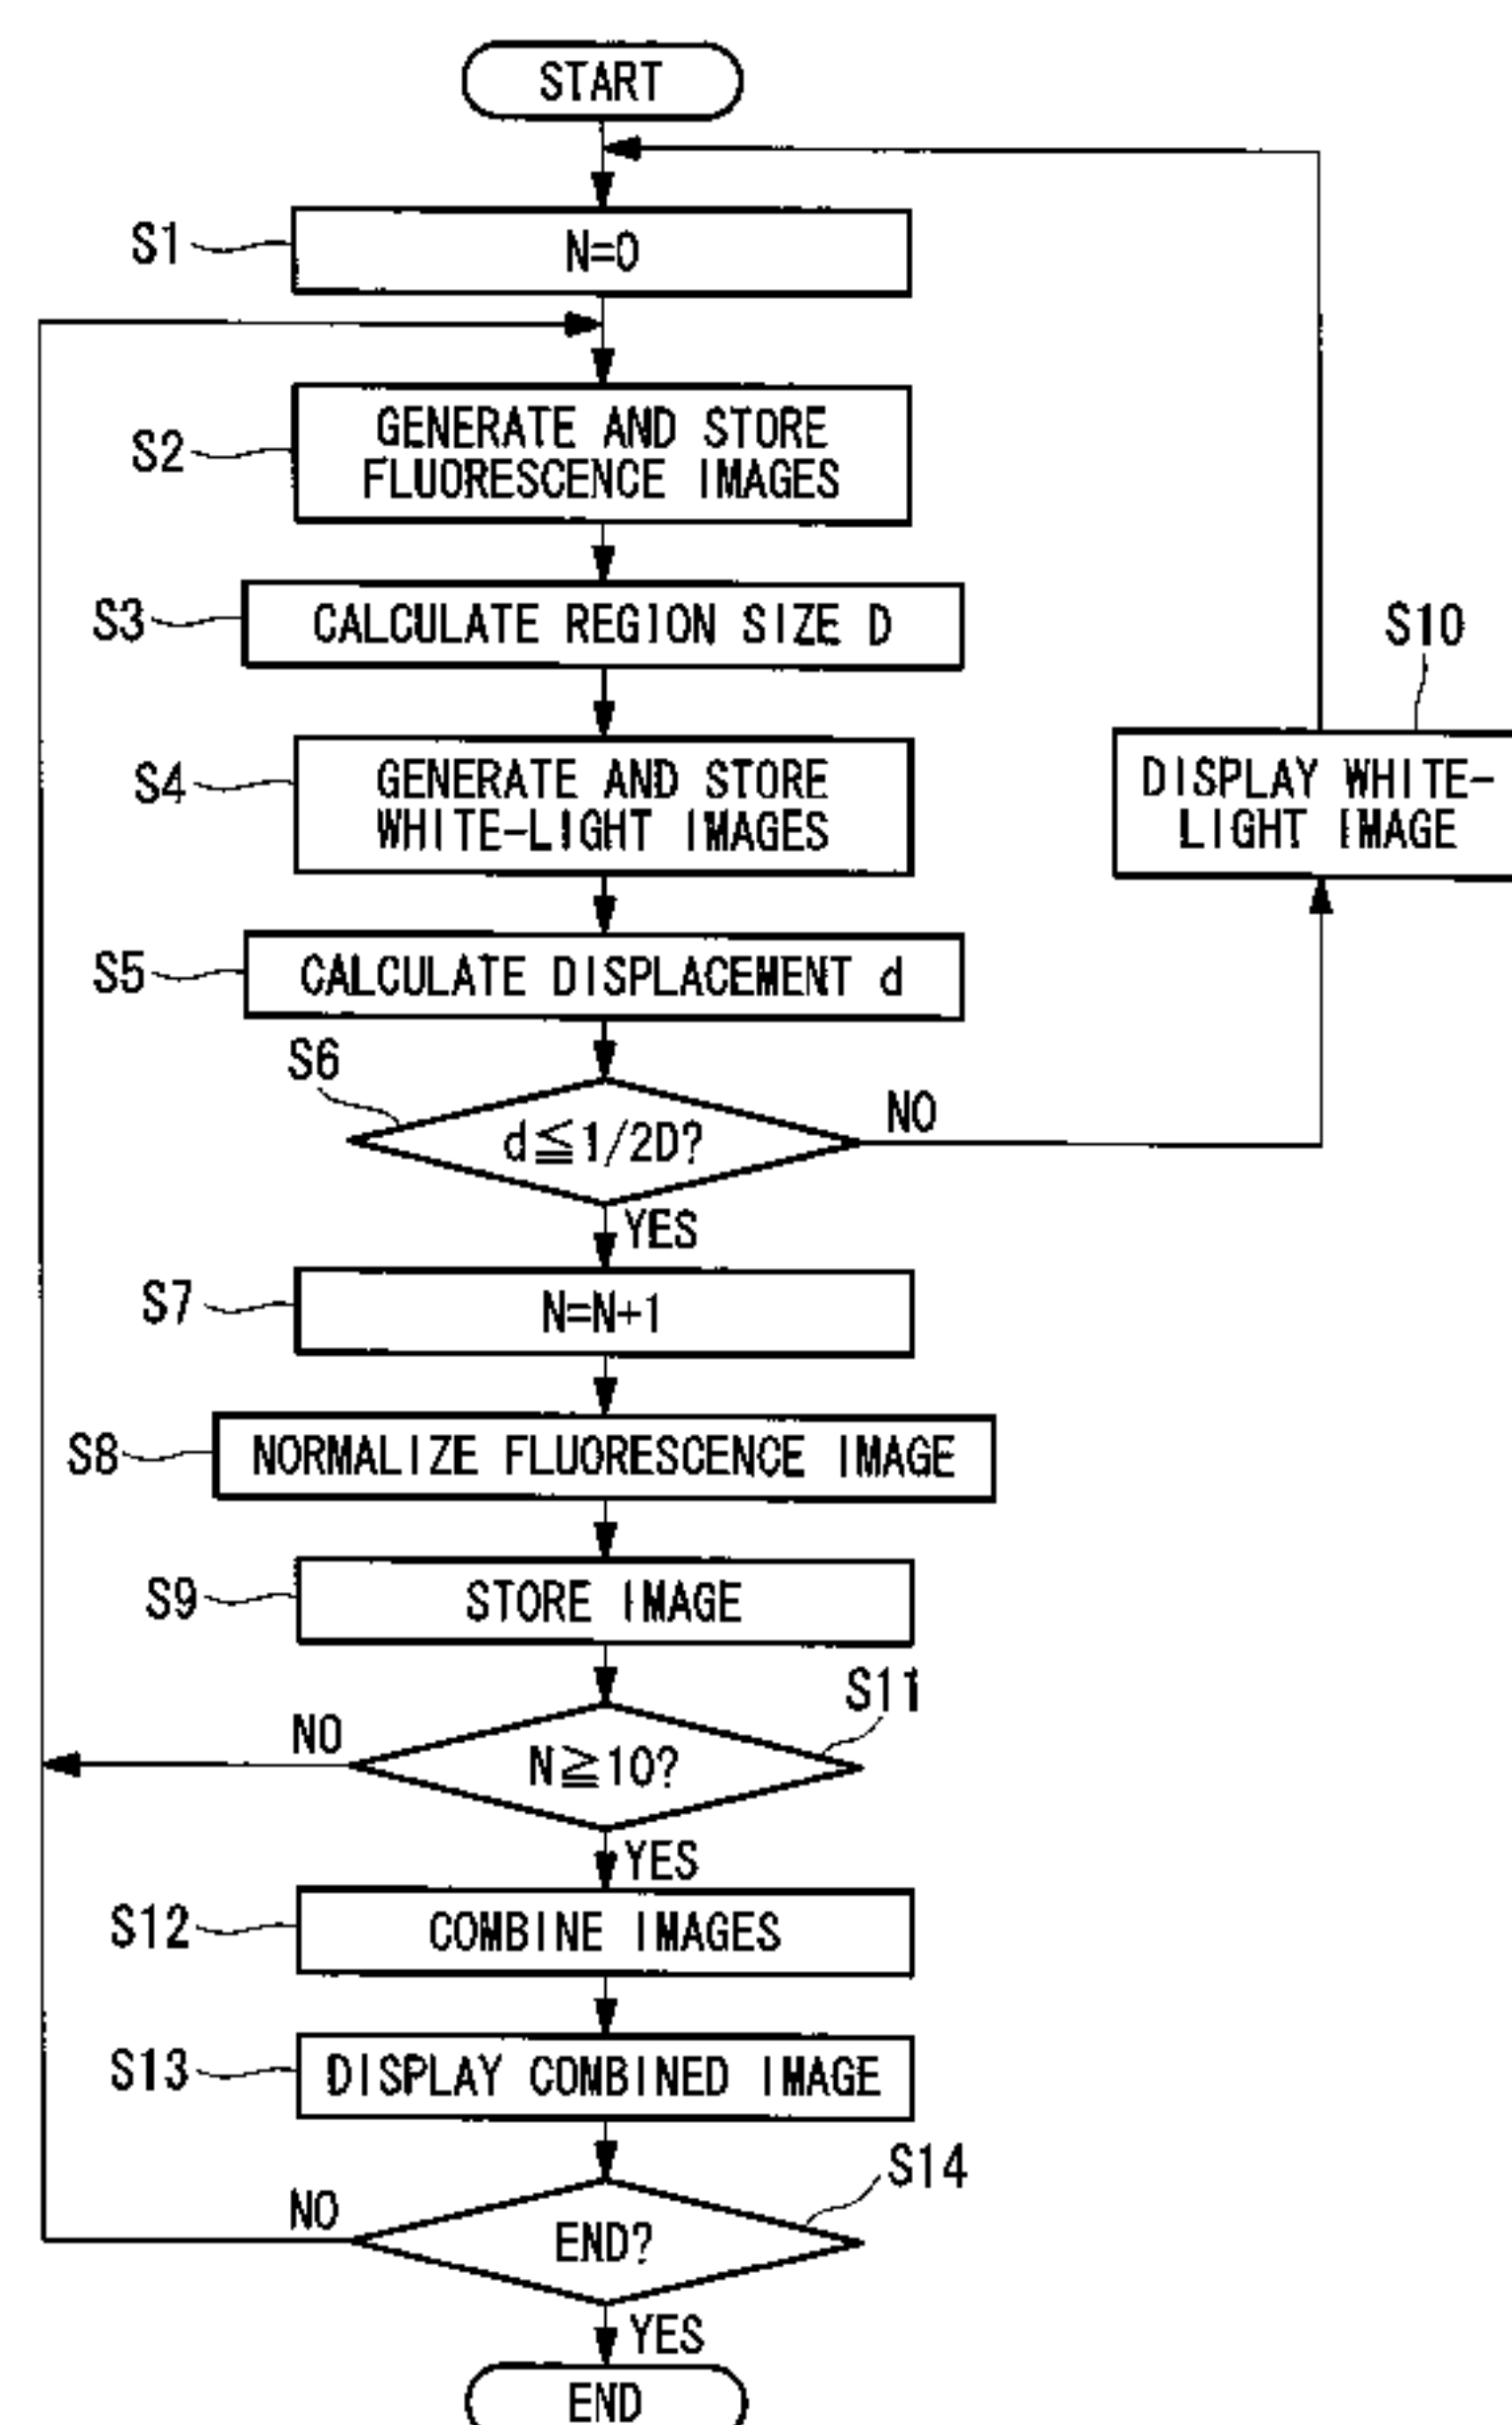 START
S1
N=0
S2
GENERATE AND STORE
FLUORESCENCE IMAGES
S3
CALCULATE REGION SIZE D
S10
S4
GENERATE AND STORE
WHITE-LIGHT IMAGES
DISPLAY WHITE-
LIGHT IMAGE
S5
CALCULATE DISPLACEMENT d
S6
d≦1/2D?
NO
YES
S7
N=N+1
S8
NORMALIZE FLUORESCENCE IMAGE
S9
STORE IMAGE
S11
NO
N≧10?
YES
S12
COMBINE IMAGES
S13
DISPLAY COMBINED IMAGE
S14
NO
END?
YES
END